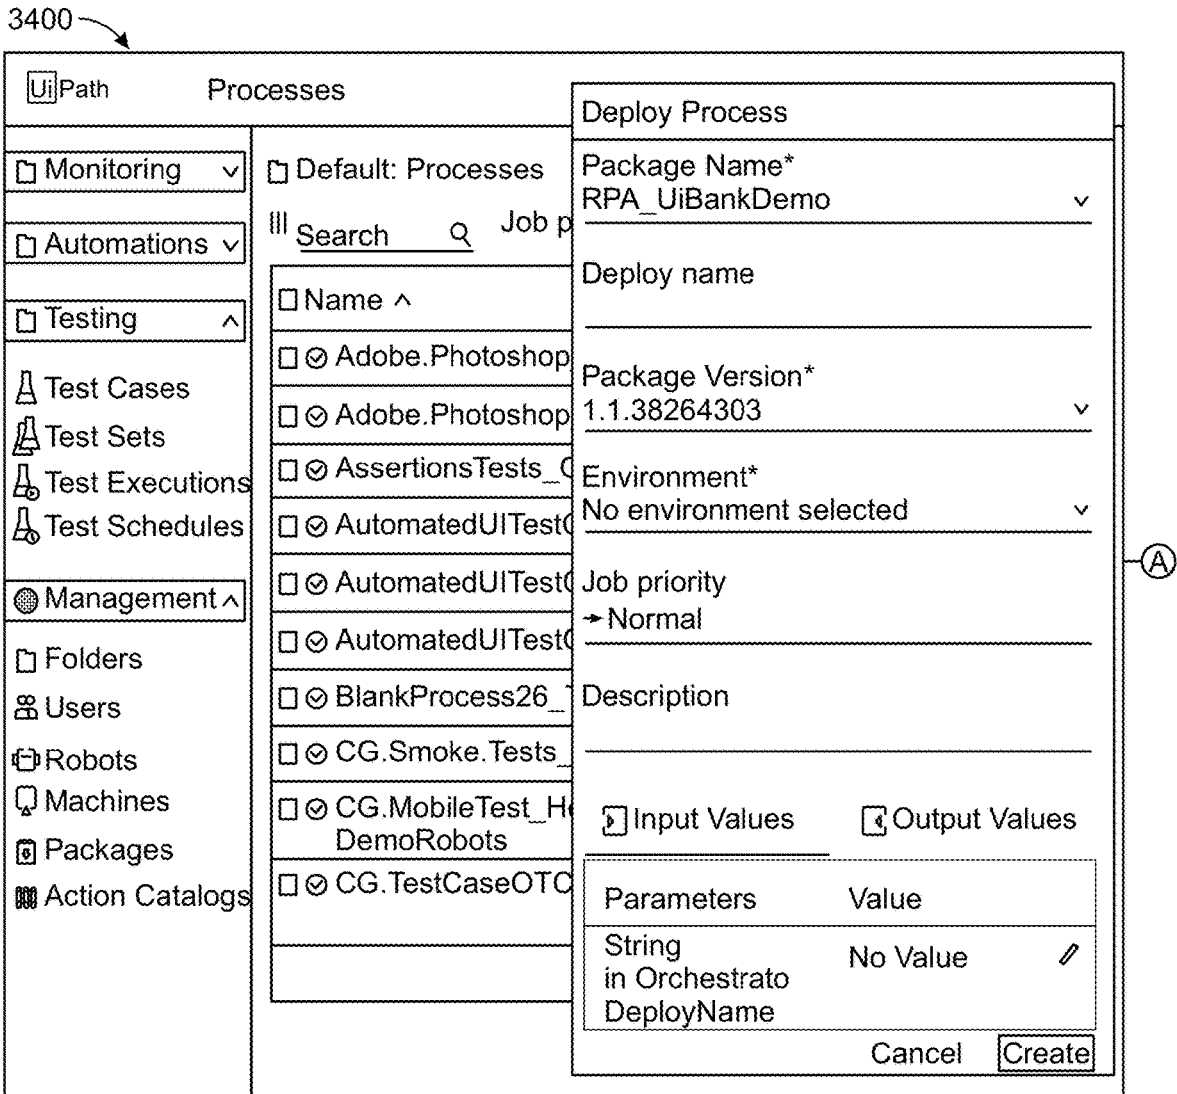 3400
UiPath
Processes
Monitoring
Automations
Testing
Test Cases
Test Sets
Test Executions
Test Schedules
Management
Folders
Users
Robots
Machines
Packages
Action Catalogs
Default: Processes
Search
Job p
Name
Adobe.Photoshop
Adobe.Photoshop
AssertionsTests_
AutomatedUITest
AutomatedUITest
AutomatedUITest
BlankProcess26_
CG.Smoke.Tests_
CG.MobileTest_He
DemoRobots
CG.TestCaseOTC
Deploy Process
Package Name*
RPA_UiBankDemo
Deploy name
Package Version*
1.1.38264303
Environment*
No environment selected
Job priority
Normal
Description
Input Values
Output Values
Parameters Value
String
in Orchestrato
DeployName
No Value
Cancel Create
A